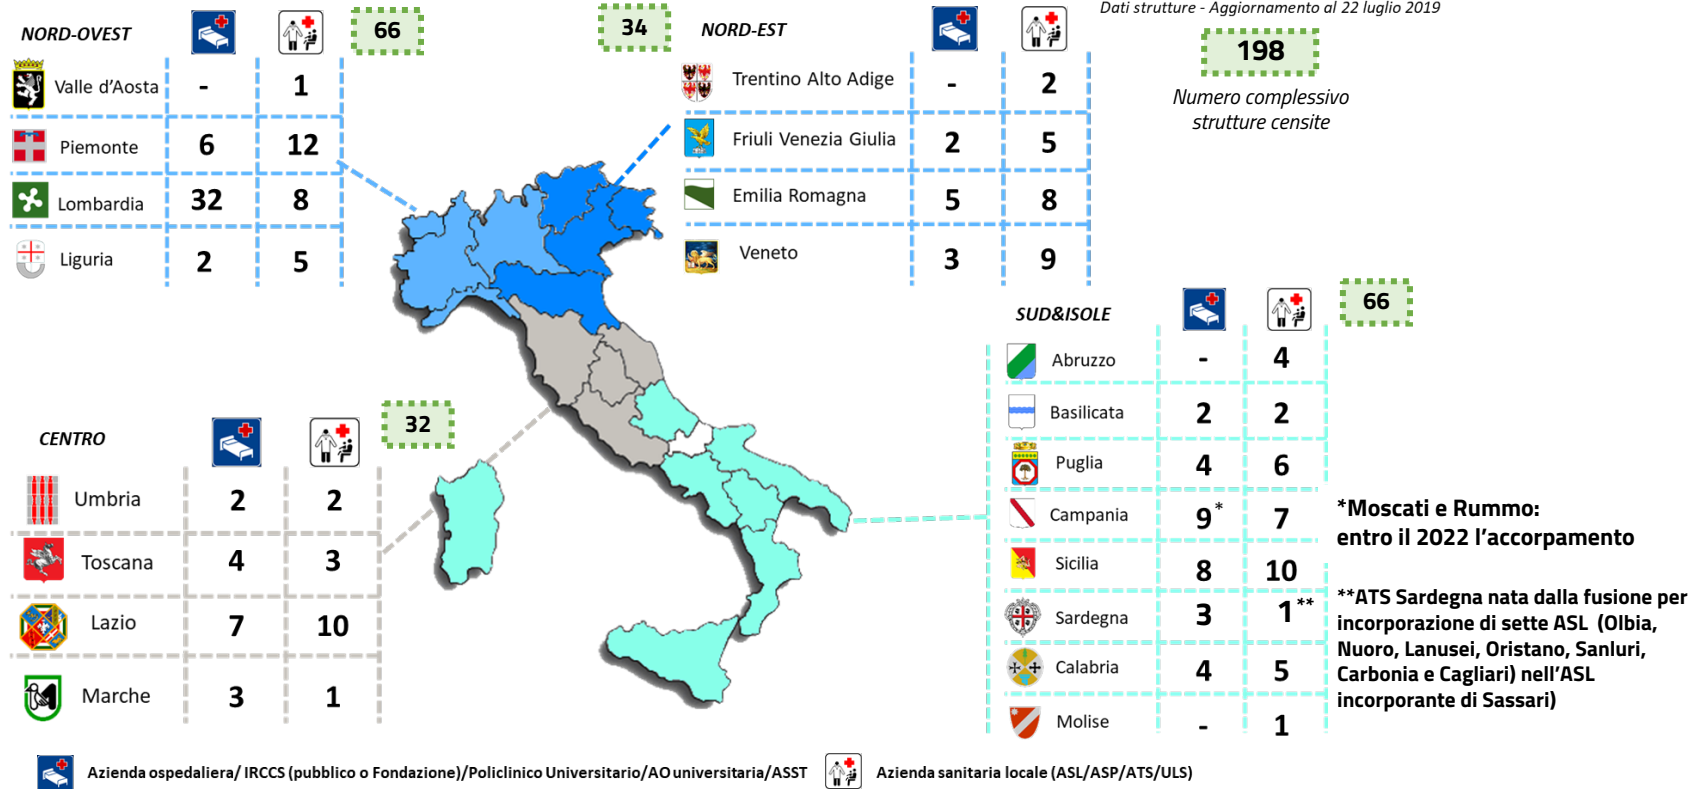 Dati strutture - Aggiornamento al 22 luglio 2019
198
Numero complessivo
strutture censite
NORD-OVEST 66
Valle d'Aosta - 1
Piemonte 6 12
Lombardia 32 8
Liguria 2 5
34 NORD-EST
Trentino Alto Adige - 2
Friuli Venezia Giulia 2 5
Emilia Romagna 5 8
Veneto 3 9
CENTRO 32
Umbria 2 2
Toscana 4 3
Lazio 7 10
Marche 3 1
SUD&ISOLE 66
Abruzzo - 4
Basilicata 2 2
Puglia 4 6
Campania 9* 7
Sicilia 8 10
Sardegna 3 1**
Calabria 4 5
Molise - 1
*Moscati e Rummo:
entro il 2022 l'accorpamento
**ATS Sardegna nata dalla fusione per
incorporazione di sette ASL (Olbia,
Nuoro, Lanusei, Oristano, Sanluri,
Carbonia e Cagliari) nell'ASL
incorporante di Sassari)
Azienda ospedaliera/ IRCCS (pubblico o Fondazione)/Policlinico Universitario/AO universitaria/ASST
Azienda sanitaria locale (ASL/ASP/ATS/ULS)